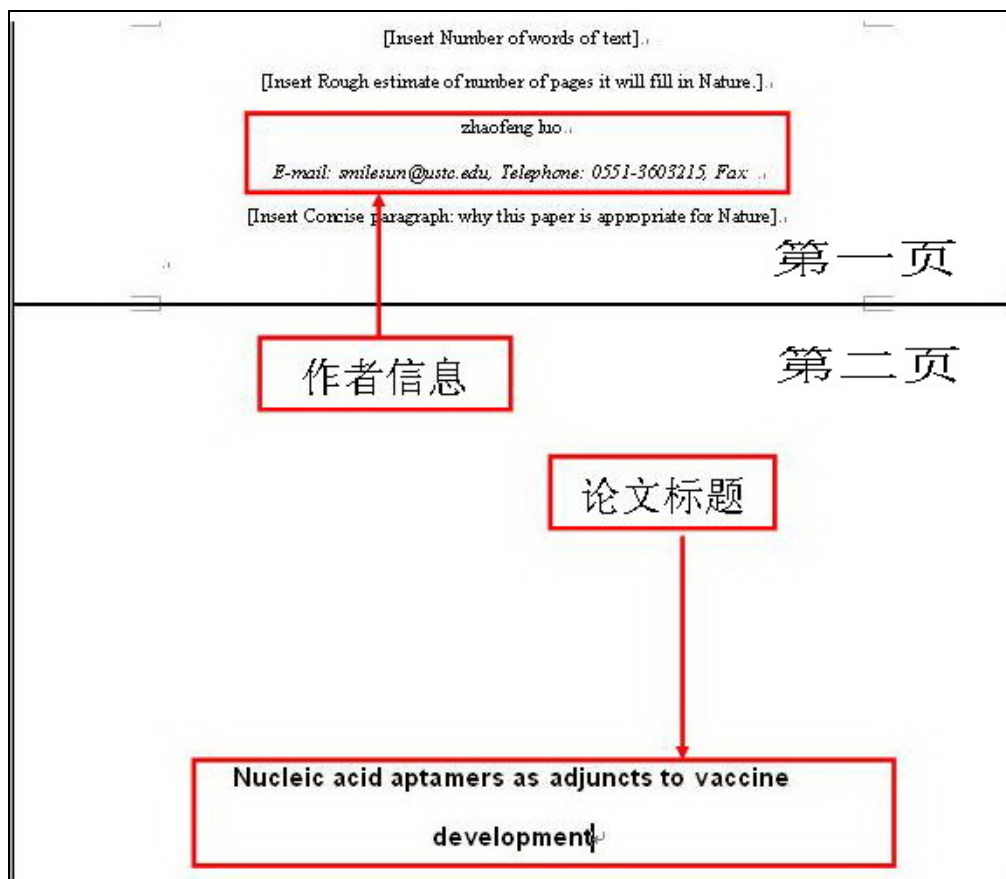 [Insert Number of words of text].
[Insert Rough estimate of number of pages it will fill in Nature.].
zhaofeng luo
E-mail: smilesun@ustc.edu, Telephone: 0551-3603215, Fax:
[Insert Concise paragraph: why this paper is appropriate for Nature].
第一页
作者信息
第二页
论文标题
Nucleic acid aptamers as adjuncts to vaccine
development